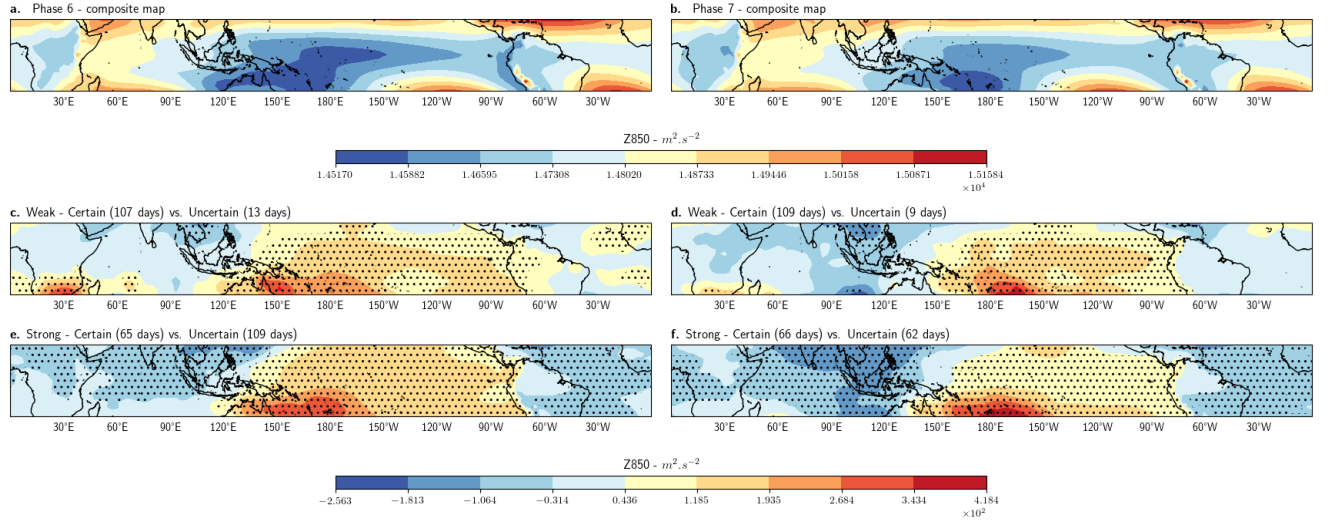 a. Phase 6 - composite map
b. Phase 7 - composite map
30°E 60°E 90°E 120°E 150°E 180°E 150°W 120°W 90°W 60°W 30°W
30°E 60°E 90°E 120°E 150°E 180°E 150°W 120°W 90°W 60°W 30°W
Z850 - m².s⁻²
1.45170 1.45882 1.46595 1.47308 1.48020 1.48733 1.49446 1.50158 1.50871 1.51584
×10⁴
c. Weak - Certain (107 days) vs. Uncertain (13 days)
d. Weak - Certain (109 days) vs. Uncertain (9 days)
30°E 60°E 90°E 120°E 150°E 180°E 150°W 120°W 90°W 60°W 30°W
30°E 60°E 90°E 120°E 150°E 180°E 150°W 120°W 90°W 60°W 30°W
e. Strong - Certain (65 days) vs. Uncertain (109 days)
f. Strong - Certain (66 days) vs. Uncertain (62 days)
30°E 60°E 90°E 120°E 150°E 180°E 150°W 120°W 90°W 60°W 30°W
30°E 60°E 90°E 120°E 150°E 180°E 150°W 120°W 90°W 60°W 30°W
Z850 - m².s⁻²
−2.563 −1.813 −1.064 −0.314 0.436 1.185 1.935 2.684 3.434 4.184
×10²